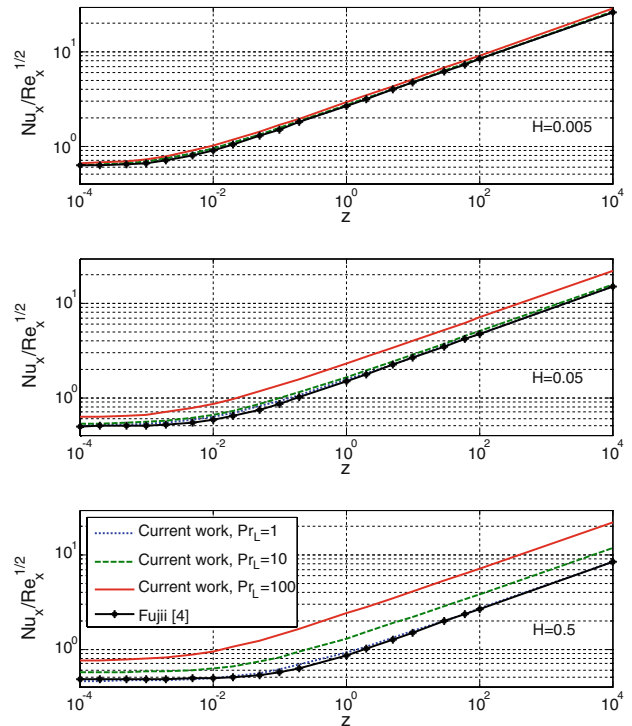 Nu_x/Re_x^1/2
10^1
10^0
H=0.005
10^-4
10^-2
10^0
10^2
10^4
z
Nu_x/Re_x^1/2
10^1
10^0
H=0.05
10^-4
10^-2
10^0
10^2
10^4
z
Nu_x/Re_x^1/2
10^1
10^0
Current work, Pr_L=1
Current work, Pr_L=10
Current work, Pr_L=100
Fujii [4]
H=0.5
10^-4
10^-2
10^0
10^2
10^4
z